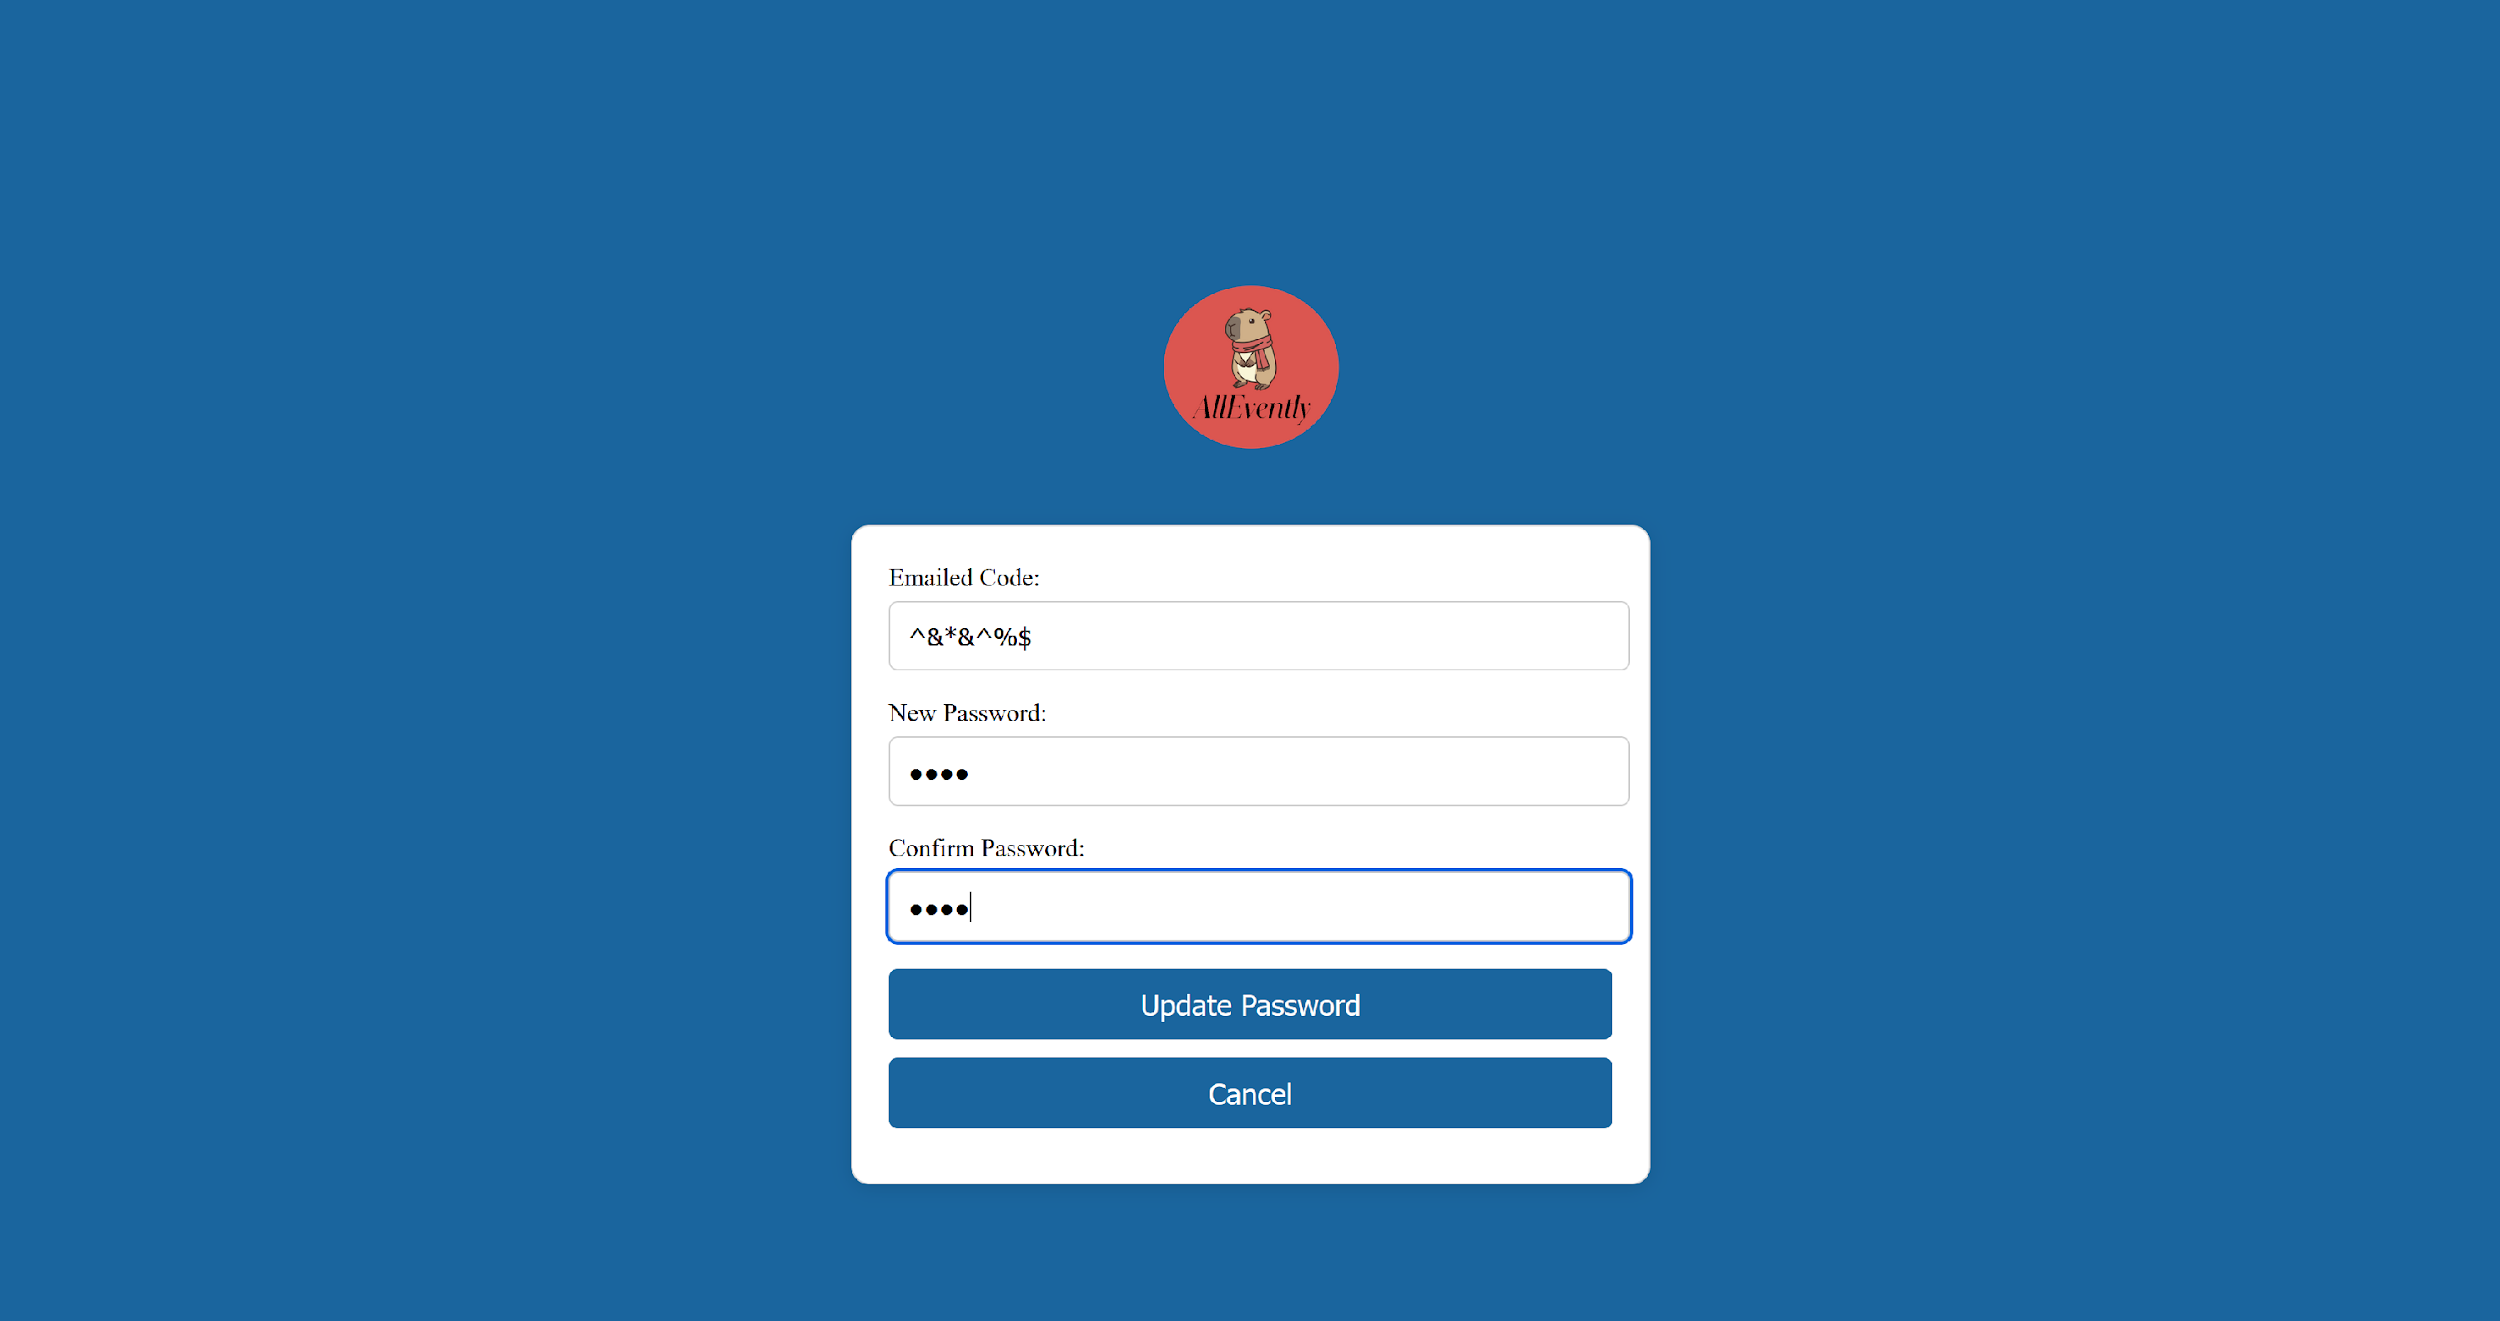 AllEvently
Emailed Code:
^&*&^%$
New Password:
••••
Confirm Password:
••••
Update Password
Cancel